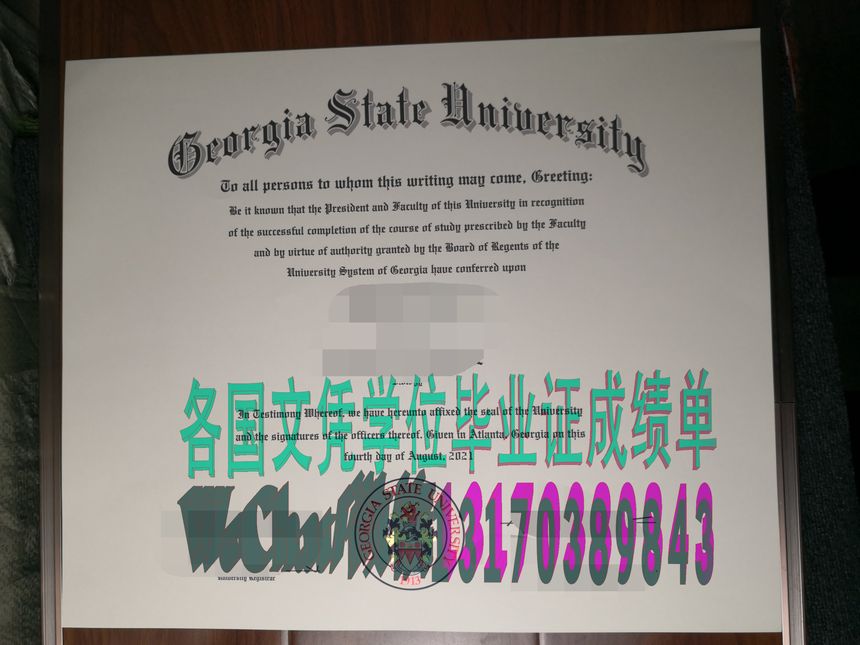 Georgia State University
To all persons to whom this writing may come, Greeting:
Be it known that the President and Faculty of this University in recognition
of the successful completion of the course of study prescribed by the Faculty
and by virtue of authority granted by the Board of Regents of the
University System of Georgia have conferred upon
各国文凭学位毕业证成绩单
In Testimony Whereof, we have hereunto affixed the seal of the University
and the signatures of the officers thereof. Given in Atlanta, Georgia on this
fourth day of August, 2021
WeChat 13170389843
GEORGIA STATE UNIVERSITY
1913
University Registrar